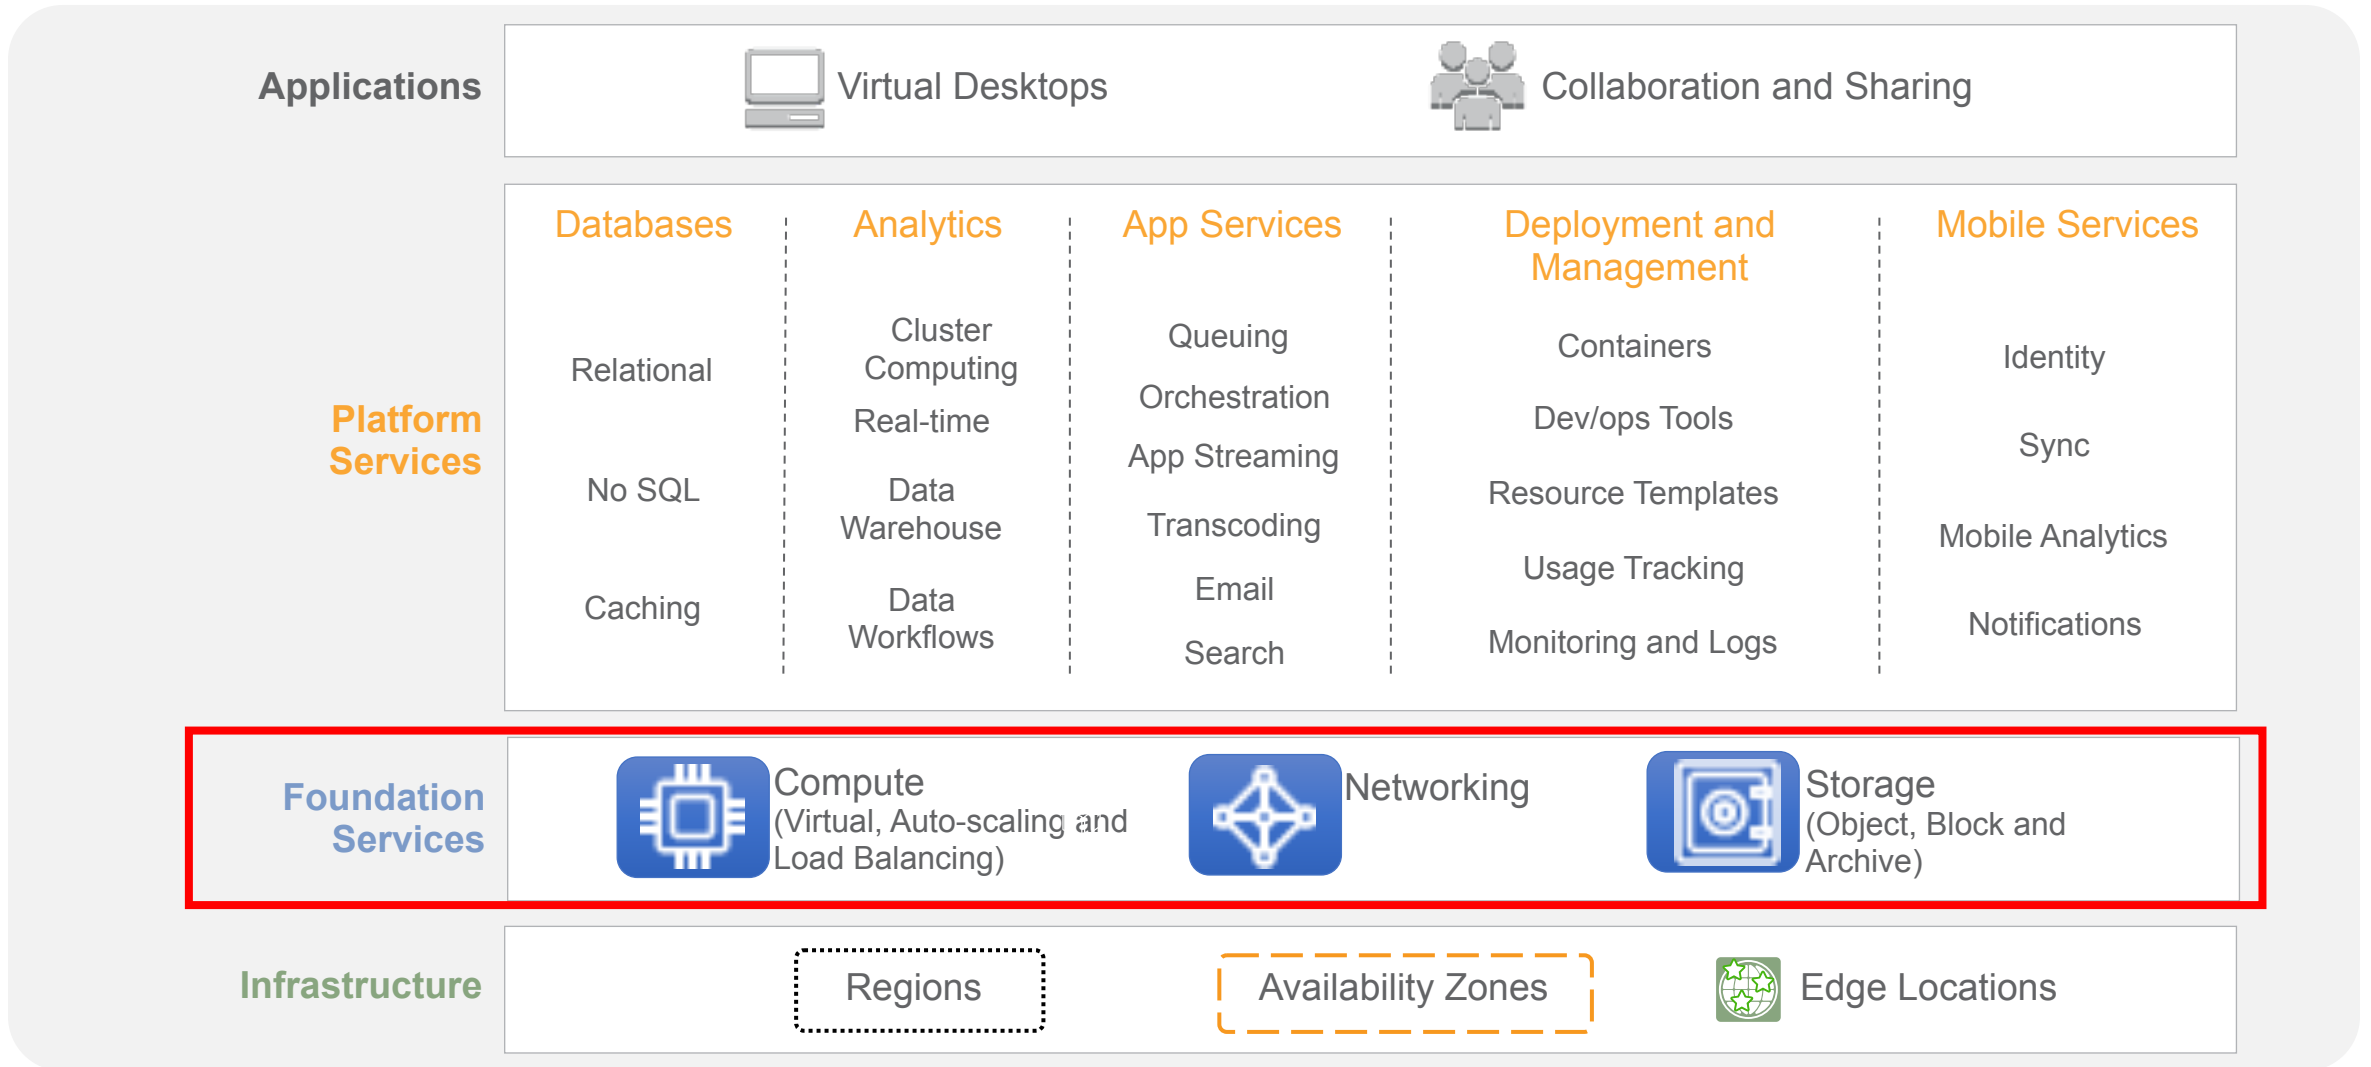 Applications
Virtual Desktops
Collaboration and Sharing
Platform
Services
Databases
Relational
No SQL
Caching
Analytics
Cluster
Computing
Real-time
Data
Warehouse
Data
Workflows
App Services
Queuing
Orchestration
App Streaming
Transcoding
Email
Search
Deployment and
Management
Containers
Dev/ops Tools
Resource Templates
Usage Tracking
Monitoring and Logs
Mobile Services
Identity
Sync
Mobile Analytics
Notifications
Foundation
Services
Compute
(Virtual, Auto-scaling and
Load Balancing)
Networking
Storage
(Object, Block and
Archive)
Infrastructure
Regions
Availability Zones
Edge Locations